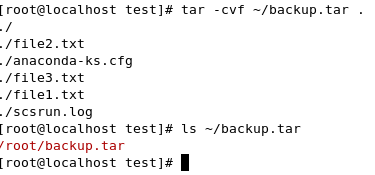 [root@localhost test]# tar -cvf ~/backup.tar .
./
./file2.txt
./anaconda-ks.cfg
./file3.txt
./file1.txt
./scsrun.log
[root@localhost test]# ls ~/backup.tar
/root/backup.tar
[root@localhost test]#